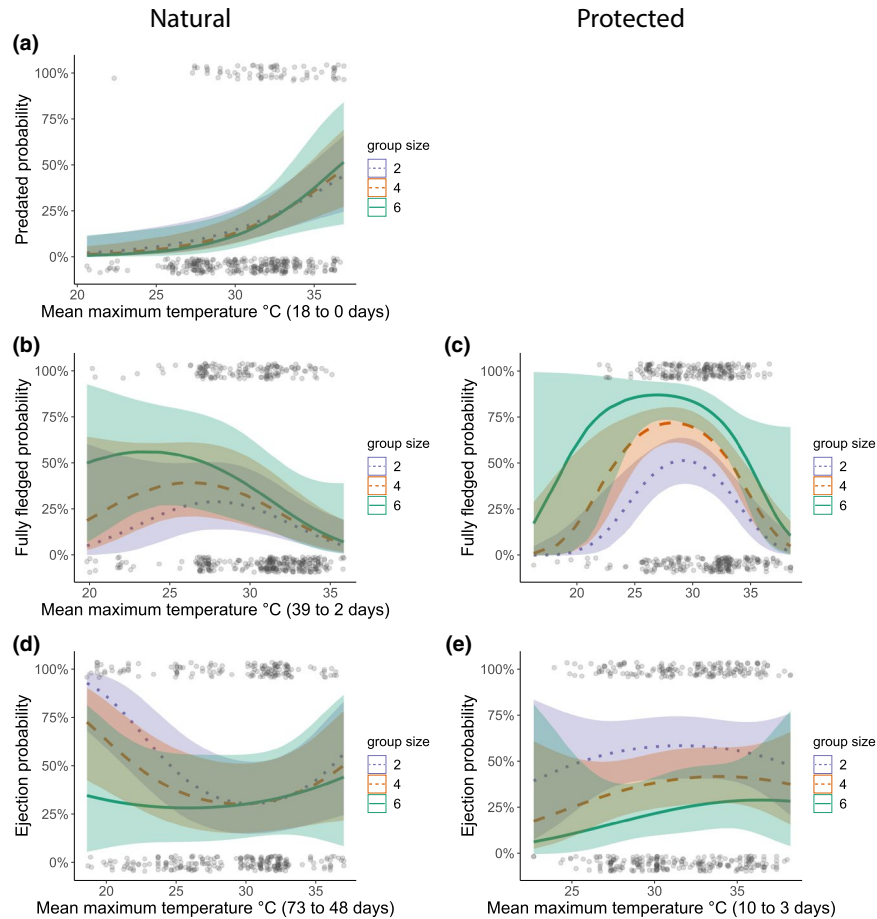 Natural
Protected
(a)
Predated probability
100%
75%
50%
25%
0%
20 25 30 35
Mean maximum temperature °C (18 to 0 days)
group size
2
4
6
(b)
Fully fledged probability
100%
75%
50%
25%
0%
20 25 30 35
Mean maximum temperature °C (39 to 2 days)
group size
2
4
6
(c)
Fully fledged probability
100%
75%
50%
25%
0%
20 25 30 35
group size
2
4
6
(d)
Ejection probability
100%
75%
50%
25%
0%
20 25 30 35
Mean maximum temperature °C (73 to 48 days)
group size
2
4
6
(e)
Ejection probability
100%
75%
50%
25%
0%
25 30 35
Mean maximum temperature °C (10 to 3 days)
group size
2
4
6